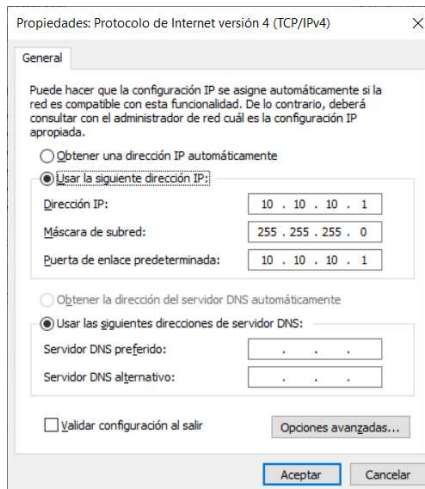 Propiedades: Protocolo de Internet versión 4 (TCP/IPv4)
General
Puede hacer que la configuración IP se asigne automáticamente si la
red es compatible con esta funcionalidad. De lo contrario, deberá
consultar con el administrador de red cuál es la configuración IP
apropiada.
Obtener una dirección IP automáticamente
Usar la siguiente dirección IP:
Dirección IP: 10 . 10 . 10 . 1
Máscara de subred: 255 . 255 . 255 . 0
Puerta de enlace predeterminada: 10 . 10 . 10 . 1
Obtener la dirección del servidor DNS automáticamente
Usar las siguientes direcciones de servidor DNS:
Servidor DNS preferido: . . .
Servidor DNS alternativo: . . .
Validar configuración al salir
Opciones avanzadas...
Aceptar Cancelar